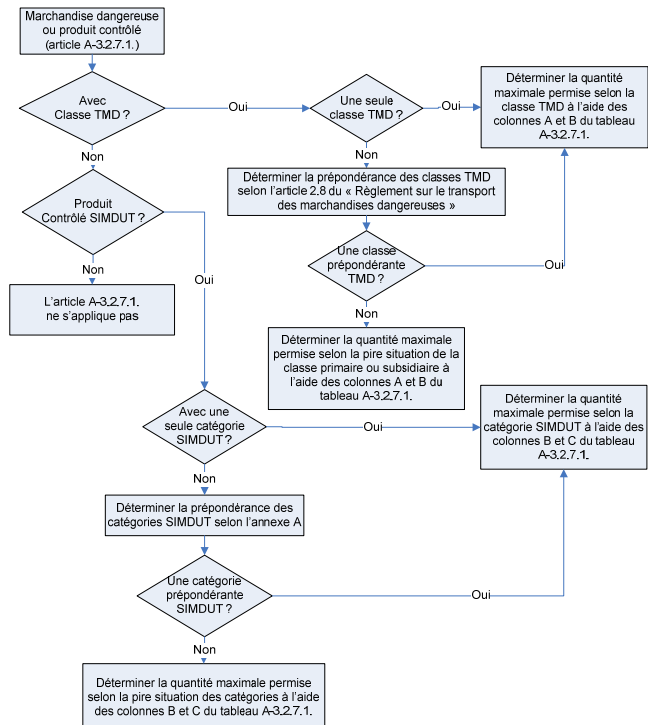 Marchandise dangereuse
ou produit contrôlé
(article A-3.2.7.1.)
Avec
Classe TMD ?
Oui
Une seule
classe TMD ?
Oui
Déterminer la quantité
maximale permise selon la
classe TMD à l'aide des
colonnes A et B du tableau
A-3.2.7.1.
Non
Non
Déterminer la prépondérance des classes TMD
selon l'article 2.8 du « Règlement sur le transport
des marchandises dangereuses »
Produit
Contrôlé SIMDUT ?
Une classe
prépondérante
TMD ?
Oui
Non
Oui
L'article A-3.2.7.1.
ne s'applique pas
Non
Déterminer la quantité maximale
permise selon la pire situation de la
classe primaire ou subsidiaire à
l'aide des colonnes A et B du
tableau A-3.2.7.1.
Avec une
seule catégorie
SIMDUT ?
Oui
Déterminer la quantité
maximale permise selon la
catégorie SIMDUT à l'aide des
colonnes B et C du tableau
A-3.2.7.1.
Non
Déterminer la prépondérance des
catégories SIMDUT selon l'annexe A
Une catégorie
prépondérante
SIMDUT ?
Oui
Non
Déterminer la quantité maximale permise
selon la pire situation des catégories à l'aide
des colonnes B et C du tableau A-3.2.7.1.